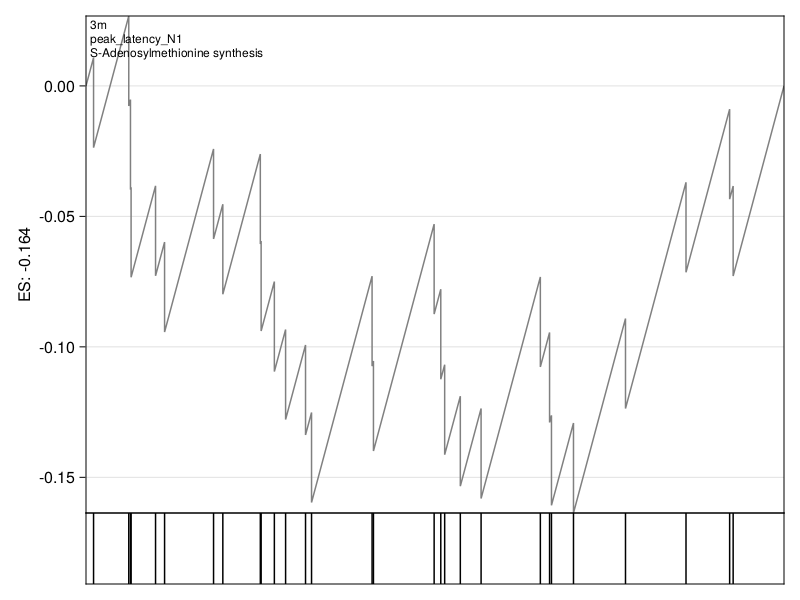 3m
peak_latency_N1
S-Adenosylmethionine synthesis
0.00
-0.05
-0.10
-0.15
ES: -0.164